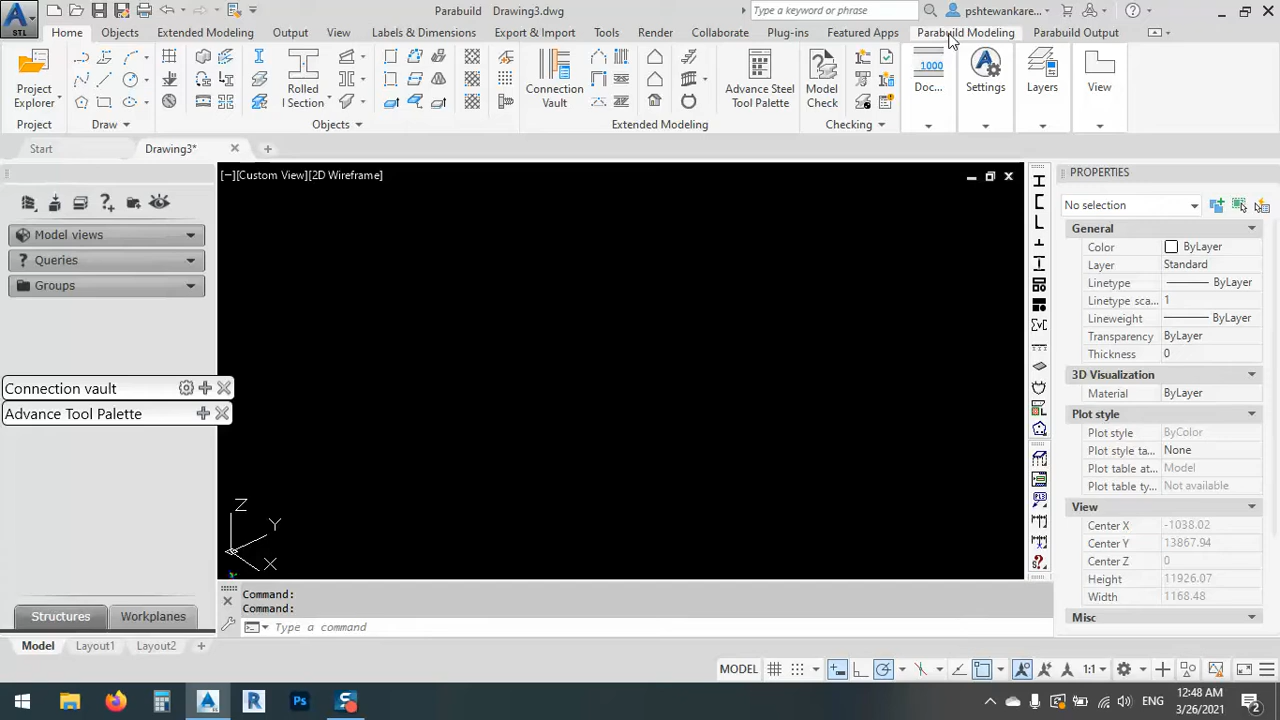 Parabuild Drawing3.dwg
Type a keyword or phrase
pshtewankare...
STL
Home Objects Extended Modeling Output View Labels & Dimensions Export & Import Tools Render Collaborate Plug-ins Featured Apps Parabuild Modeling Parabuild Output
Project Explorer
Rolled I Section
Connection Vault
Advance Steel Tool Palette
Model Check
1000
Doc...
Settings
Layers
View
Project Draw Objects Extended Modeling Checking
Start Drawing3*
[−][Custom View][2D Wireframe]
PROPERTIES
No selection
Model views
Queries
Groups
Connection vault
Advance Tool Palette
General
Color ByLayer
Layer Standard
Linetype ByLayer
Linetype sca... 1
Lineweight ByLayer
Transparency ByLayer
Thickness 0
3D Visualization
Material ByLayer
Plot style
Plot style ByColor
Plot style ta... None
Plot table at... Model
Plot table ty... Not available
View
Center X -1038.02
Center Y 13867.94
Center Z 0
Height 11926.07
Width 1168.48
Misc
Z
Y
X
Command:
Command:
Type a command
Structures Workplanes
Model Layout1 Layout2
MODEL 1:1
ENG
12:48 AM
3/26/2021
2